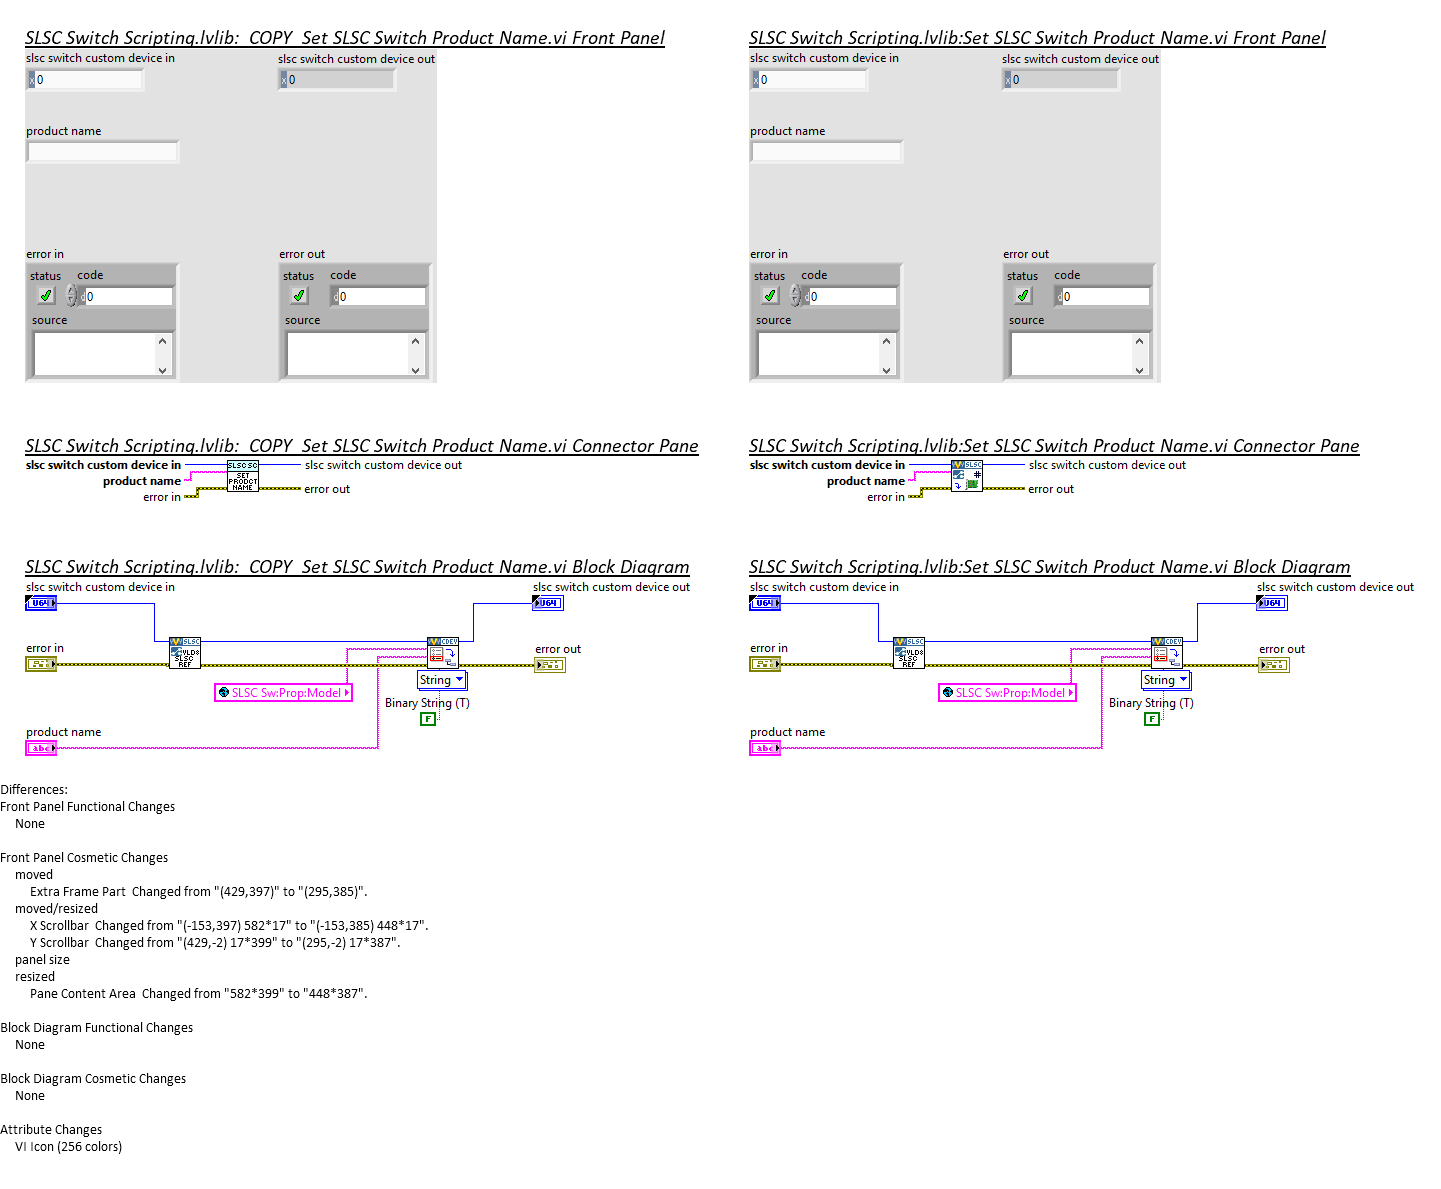 SLSC Switch Scripting.lvlib:  COPY  Set SLSC Switch Product Name.vi Front Panel
slsc switch custom device in
slsc switch custom device out
x 0
x 0
product name
error in
error out
status
code
status
code
d 0
d 0
source
source
SLSC Switch Scripting.lvlib:Set SLSC Switch Product Name.vi Front Panel
slsc switch custom device in
slsc switch custom device out
x 0
x 0
product name
error in
error out
status
code
status
code
d 0
d 0
source
source
SLSC Switch Scripting.lvlib:  COPY  Set SLSC Switch Product Name.vi Connector Pane
slsc switch custom device in
SLSC SC
slsc switch custom device out
product name
SET
PRODCT
NAME
error in
error out
SLSC Switch Scripting.lvlib:Set SLSC Switch Product Name.vi Connector Pane
slsc switch custom device in
SLSC
slsc switch custom device out
product name
#
error in
error out
SLSC Switch Scripting.lvlib:  COPY  Set SLSC Switch Product Name.vi Block Diagram
slsc switch custom device in
slsc switch custom device out
U64
U64
error in
SLSC
VLD?
SLSC
REF
CDEV
error out
SLSC Sw:Prop:Model
String
Binary String (T)
F
product name
abc
SLSC Switch Scripting.lvlib:Set SLSC Switch Product Name.vi Block Diagram
slsc switch custom device in
slsc switch custom device out
U64
U64
error in
SLSC
VLD?
SLSC
REF
CDEV
error out
SLSC Sw:Prop:Model
String
Binary String (T)
F
product name
abc
Differences:
Front Panel Functional Changes
None
Front Panel Cosmetic Changes
moved
Extra Frame Part  Changed from "(429,397)" to "(295,385)".
moved/resized
X Scrollbar  Changed from "(-153,397) 582*17" to "(-153,385) 448*17".
Y Scrollbar  Changed from "(429,-2) 17*399" to "(295,-2) 17*387".
panel size
resized
Pane Content Area  Changed from "582*399" to "448*387".
Block Diagram Functional Changes
None
Block Diagram Cosmetic Changes
None
Attribute Changes
VI Icon (256 colors)